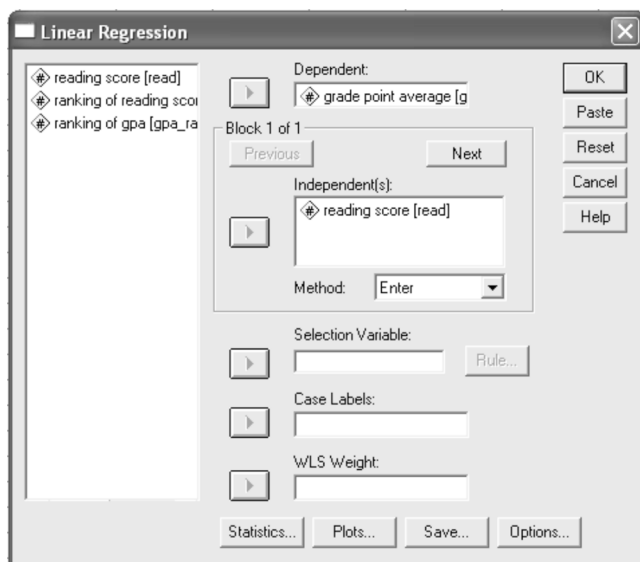 Linear Regression
reading score [read]
ranking of reading scor
ranking of gpa [gpa_ra
Dependent:
grade point average [g
Block 1 of 1
Previous
Next
Independent(s):
reading score [read]
Method:
Enter
Selection Variable:
Rule...
Case Labels:
WLS Weight:
Statistics...
Plots...
Save...
Options...
OK
Paste
Reset
Cancel
Help